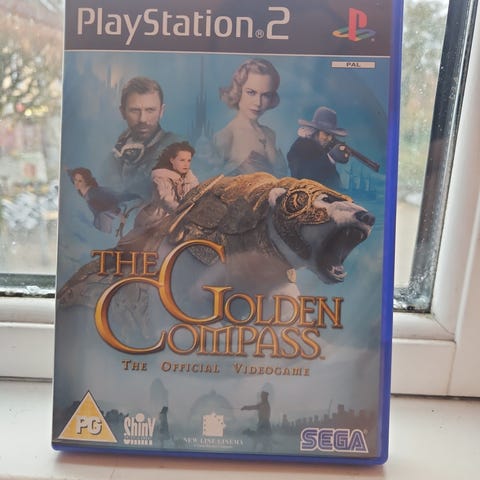 PlayStation®2
PAL
THE GOLDEN COMPASS
THE OFFICIAL VIDEOGAME
PG
Shiny
NEW LINE CINEMA
SEGA